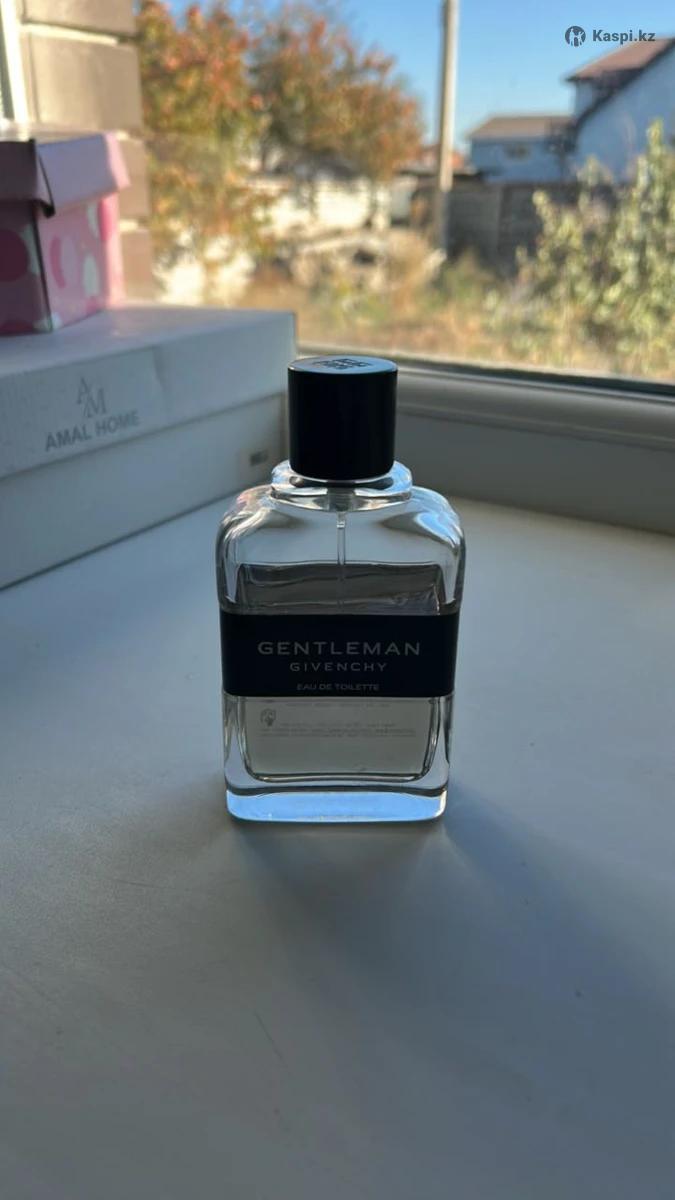 Kaspi.kz
AM
AMAL HOME
GENTLEMAN
GIVENCHY
EAU DE TOILETTE